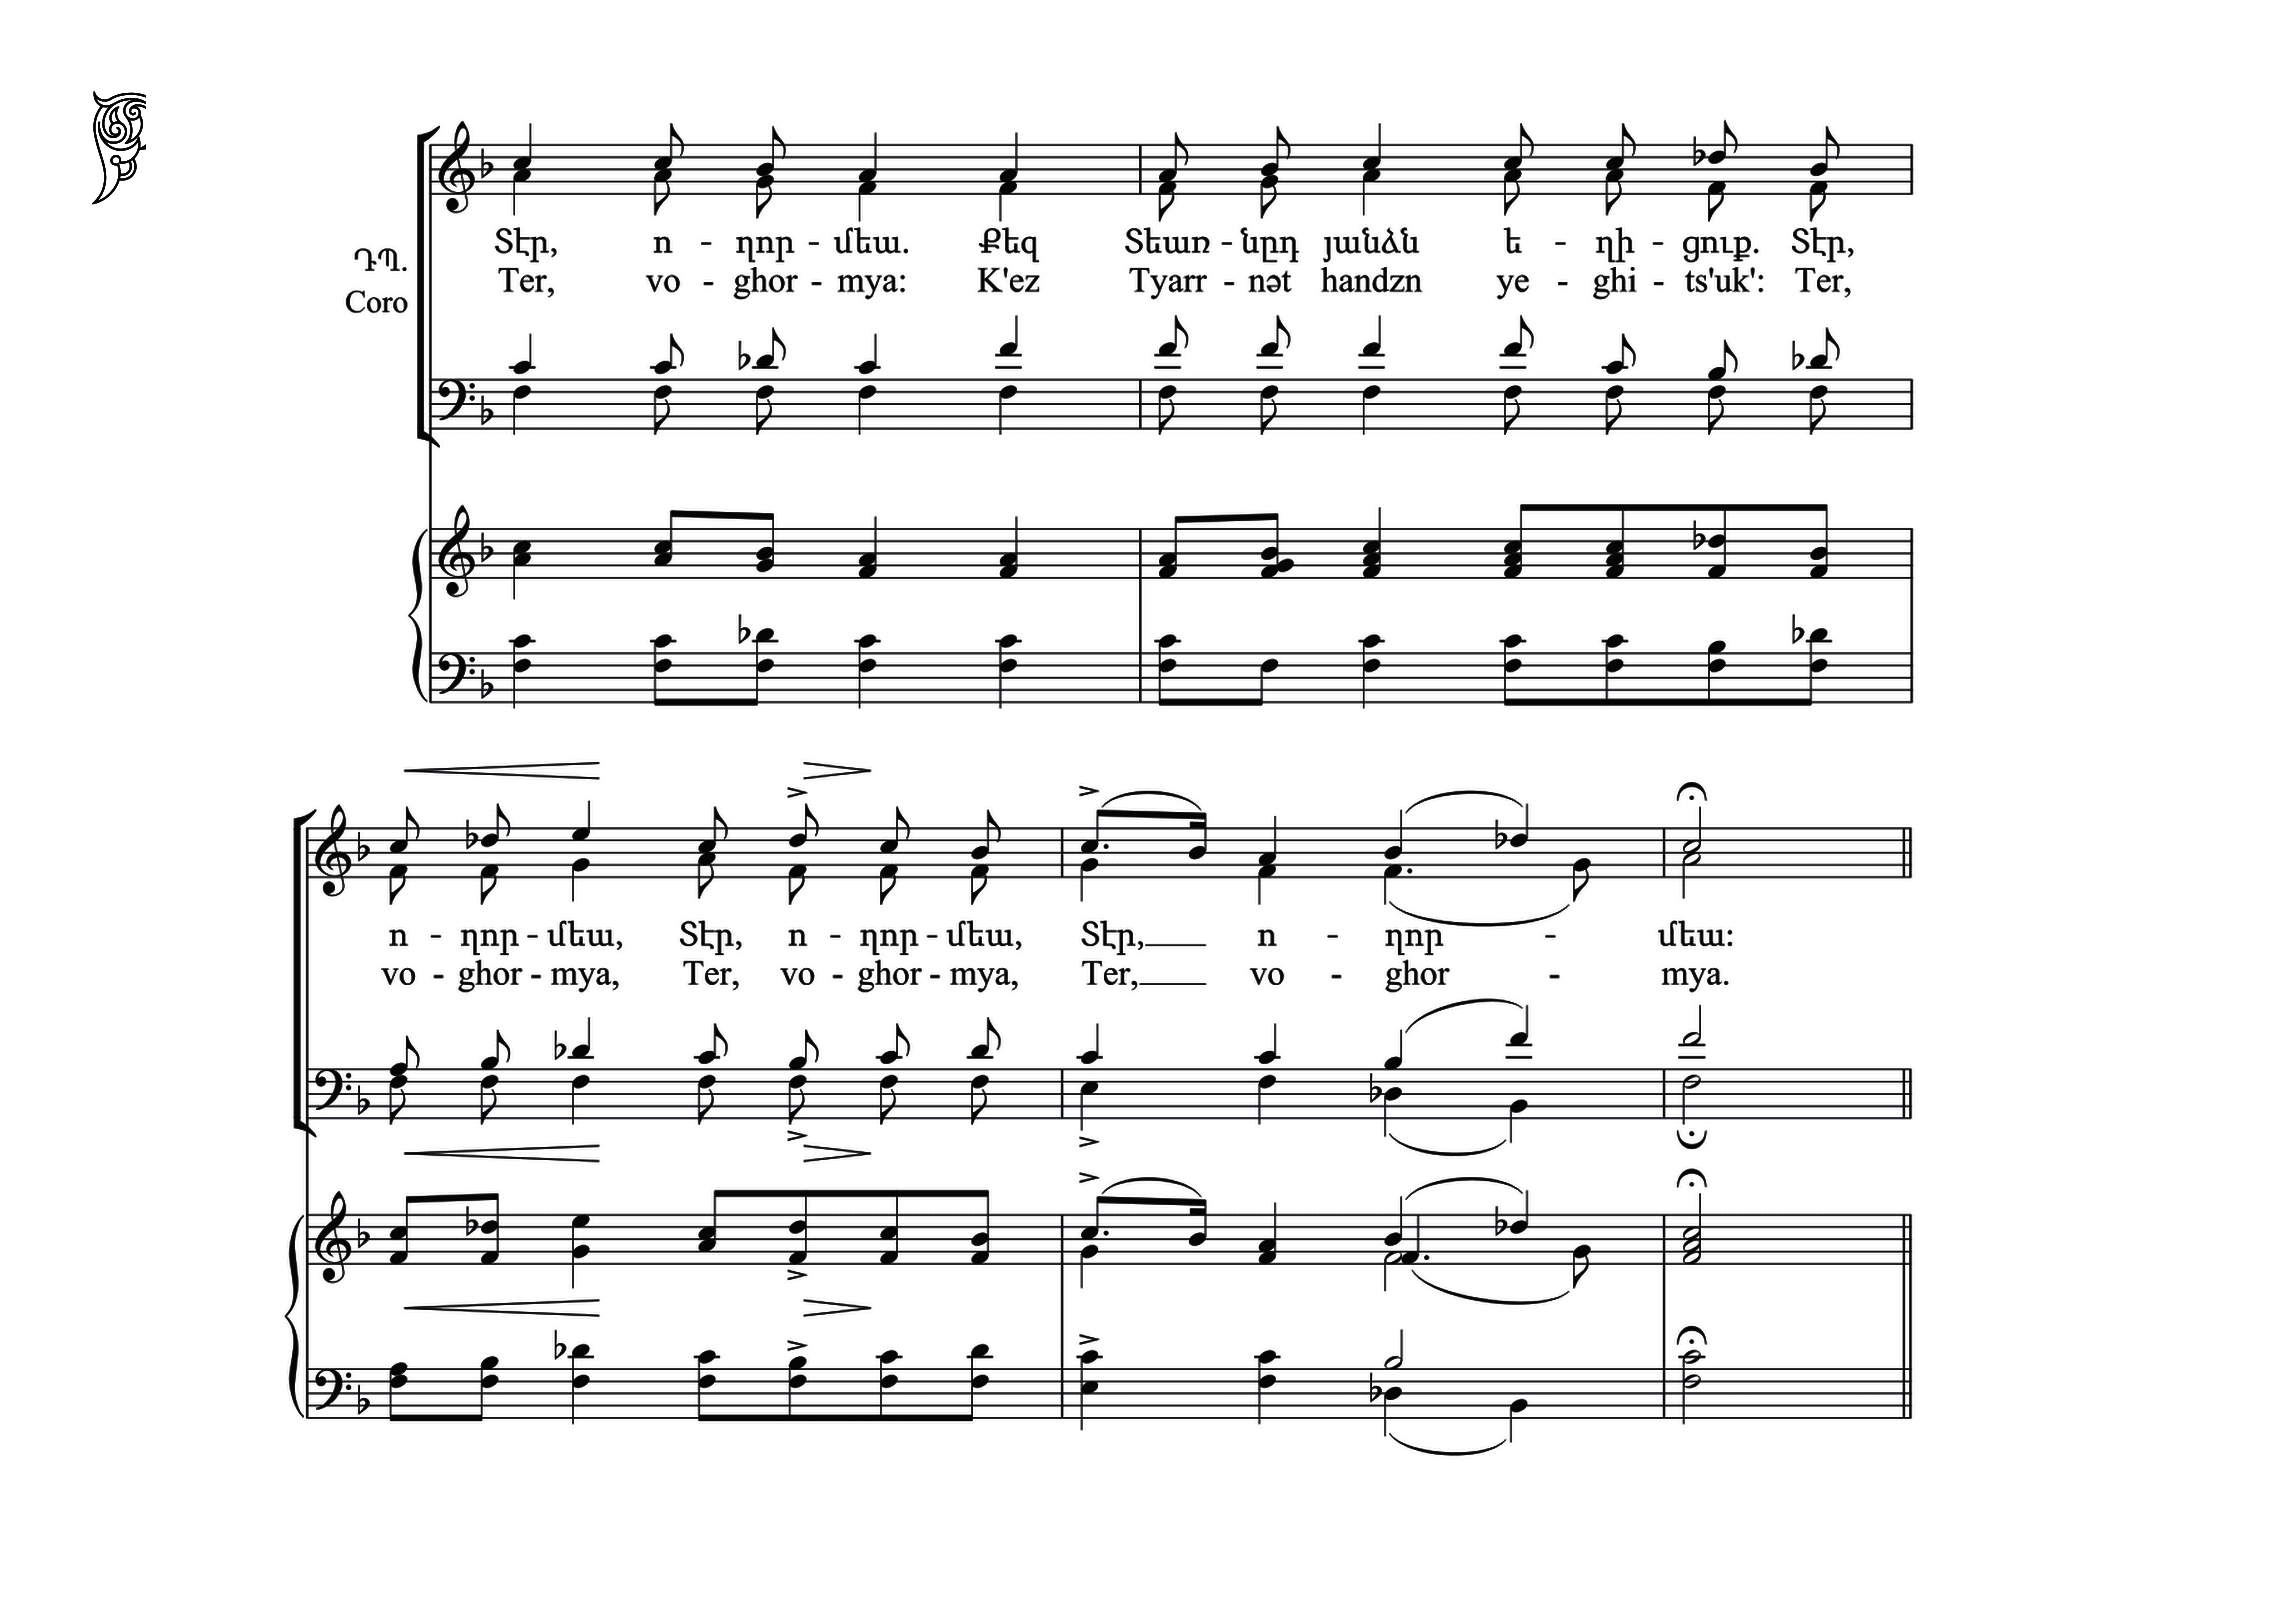 Տէր, ո - ղոր - մեա. Քեզ Տեառ - նըդ յանձն ե - ղի - ցուք. Տէր,
ԴՊ.
Ter, vo - ghor - mya: K'ez Tyarr - nət handzn ye - ghi - ts'uk': Ter,
Coro
ո - ղոր - մեա, Տէր, ո - ղոր - մեա, Տէր, ո - ղոր - մեա:
vo - ghor - mya, Ter, vo - ghor - mya, Ter, vo - ghor - mya.